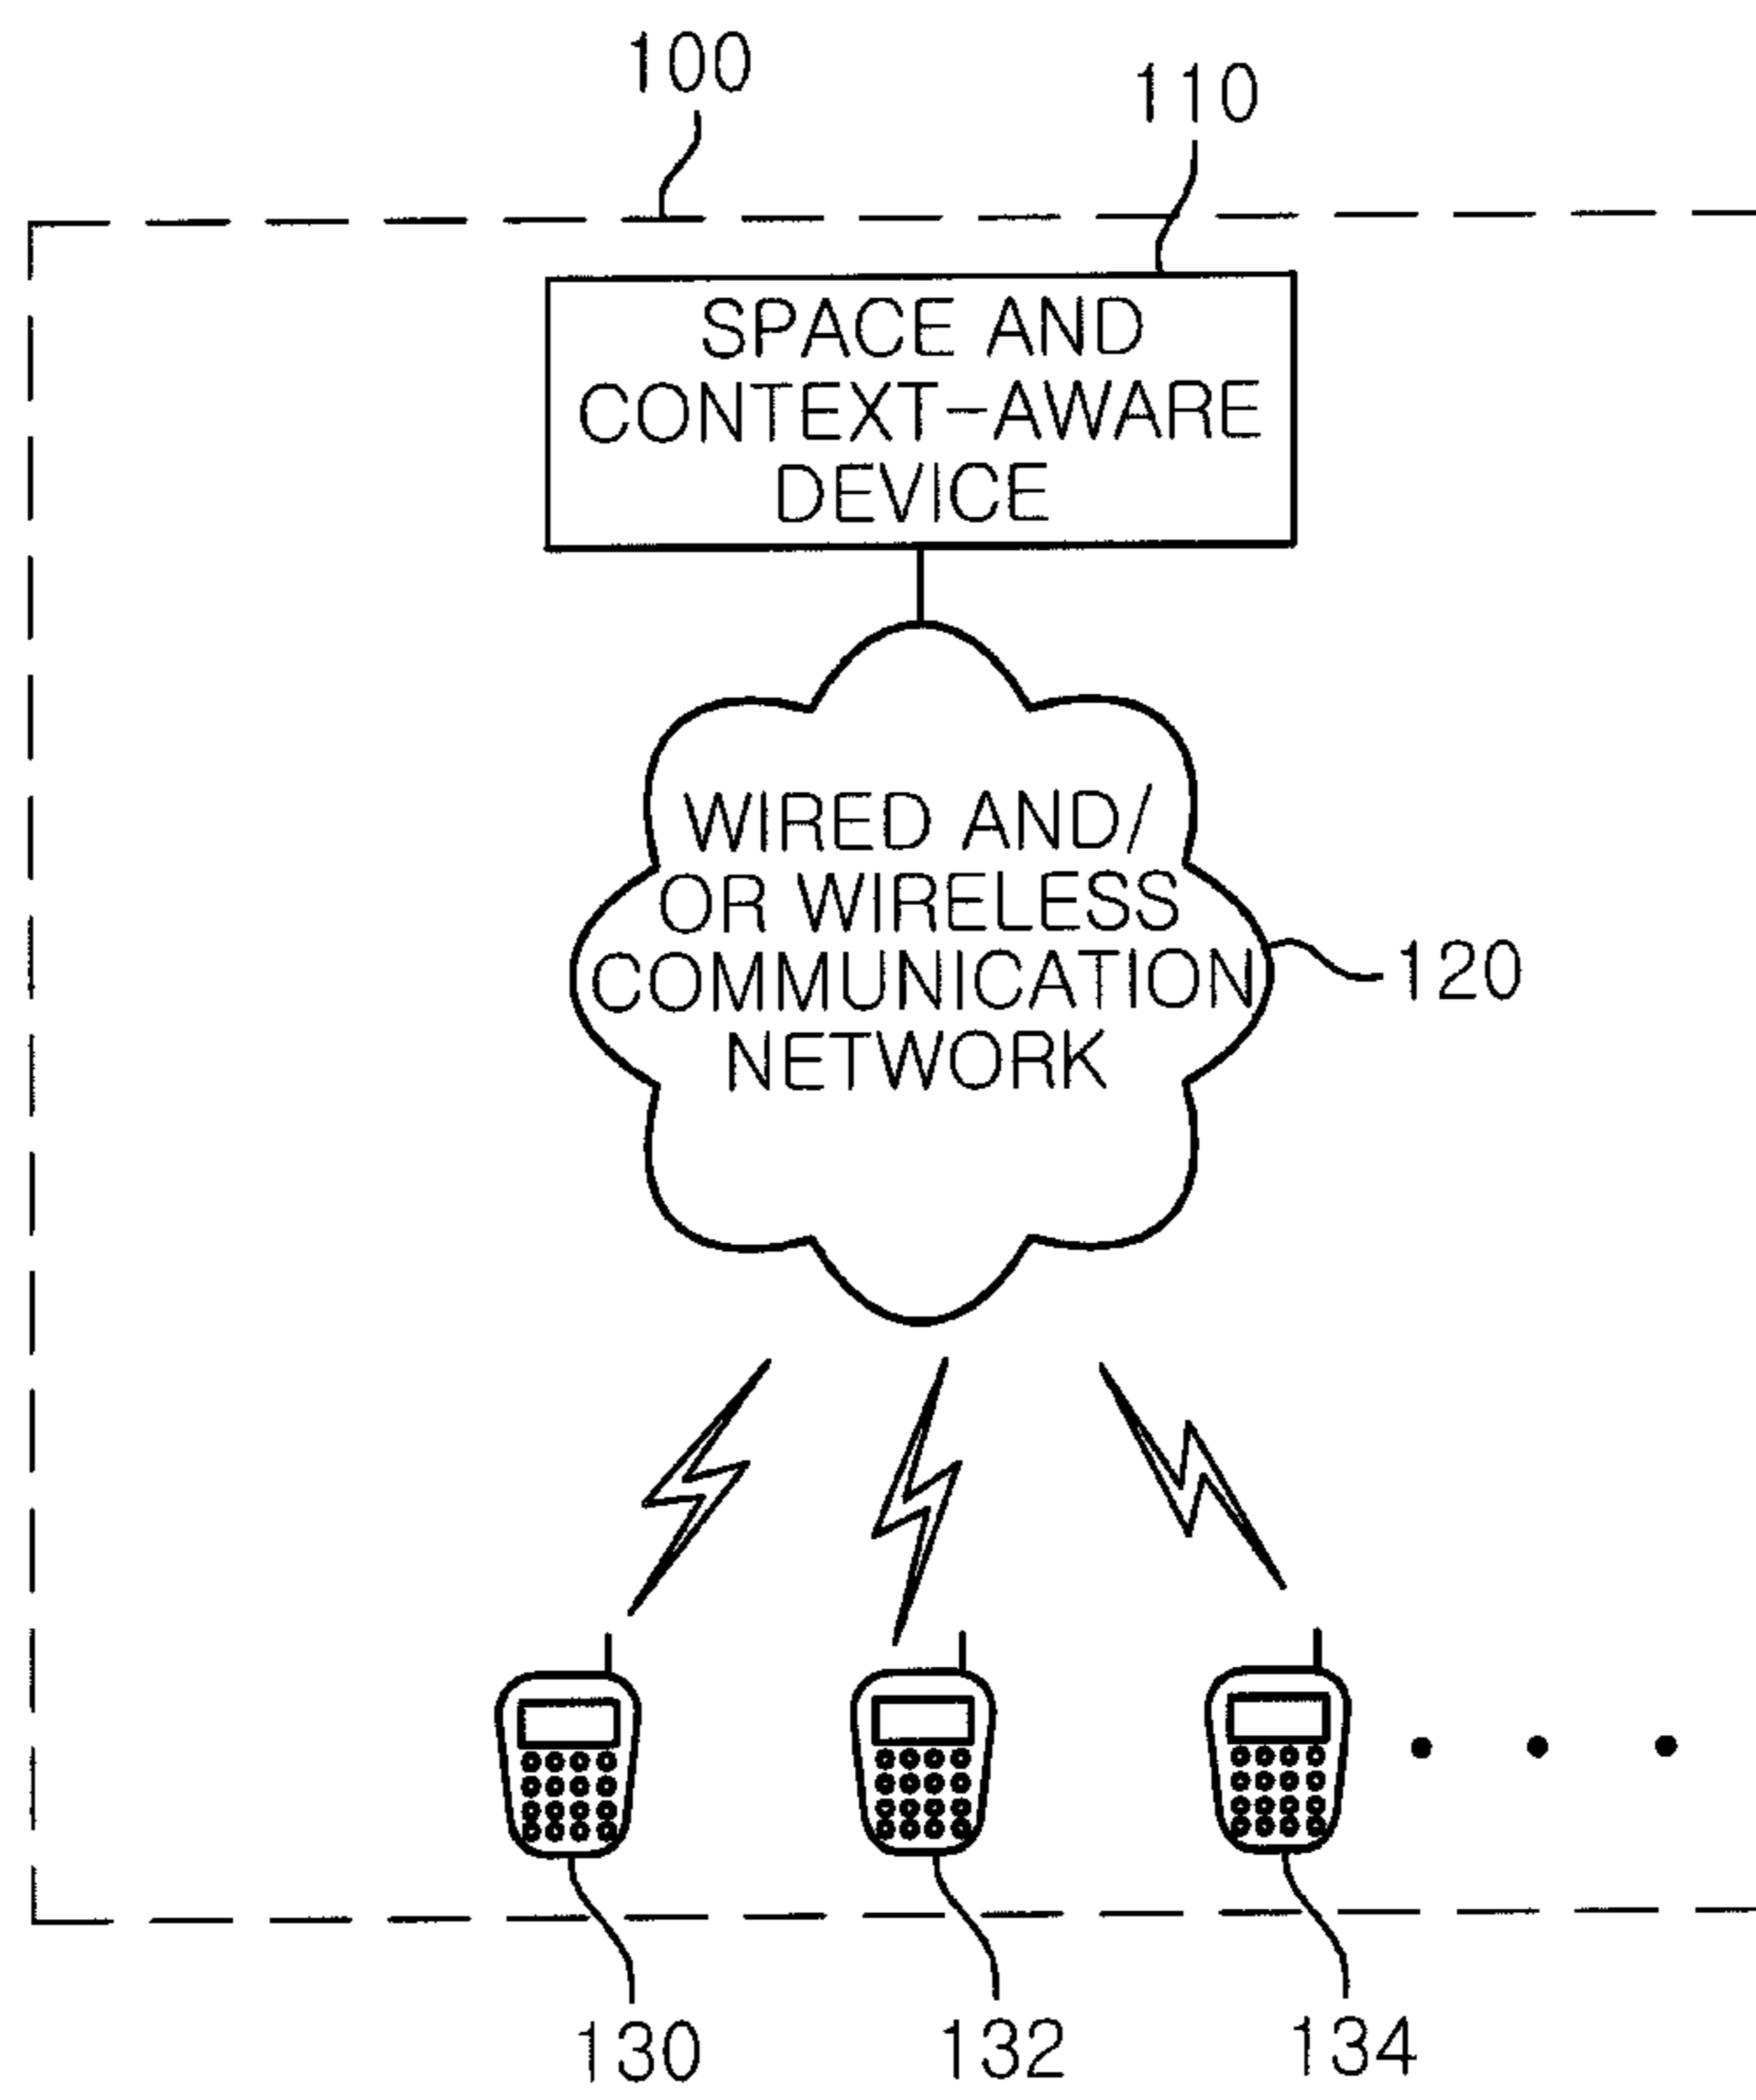 100
110
SPACE AND
CONTEXT-AWARE
DEVICE
WIRED AND/
OR WIRELESS
COMMUNICATION
NETWORK
120
130
132
134